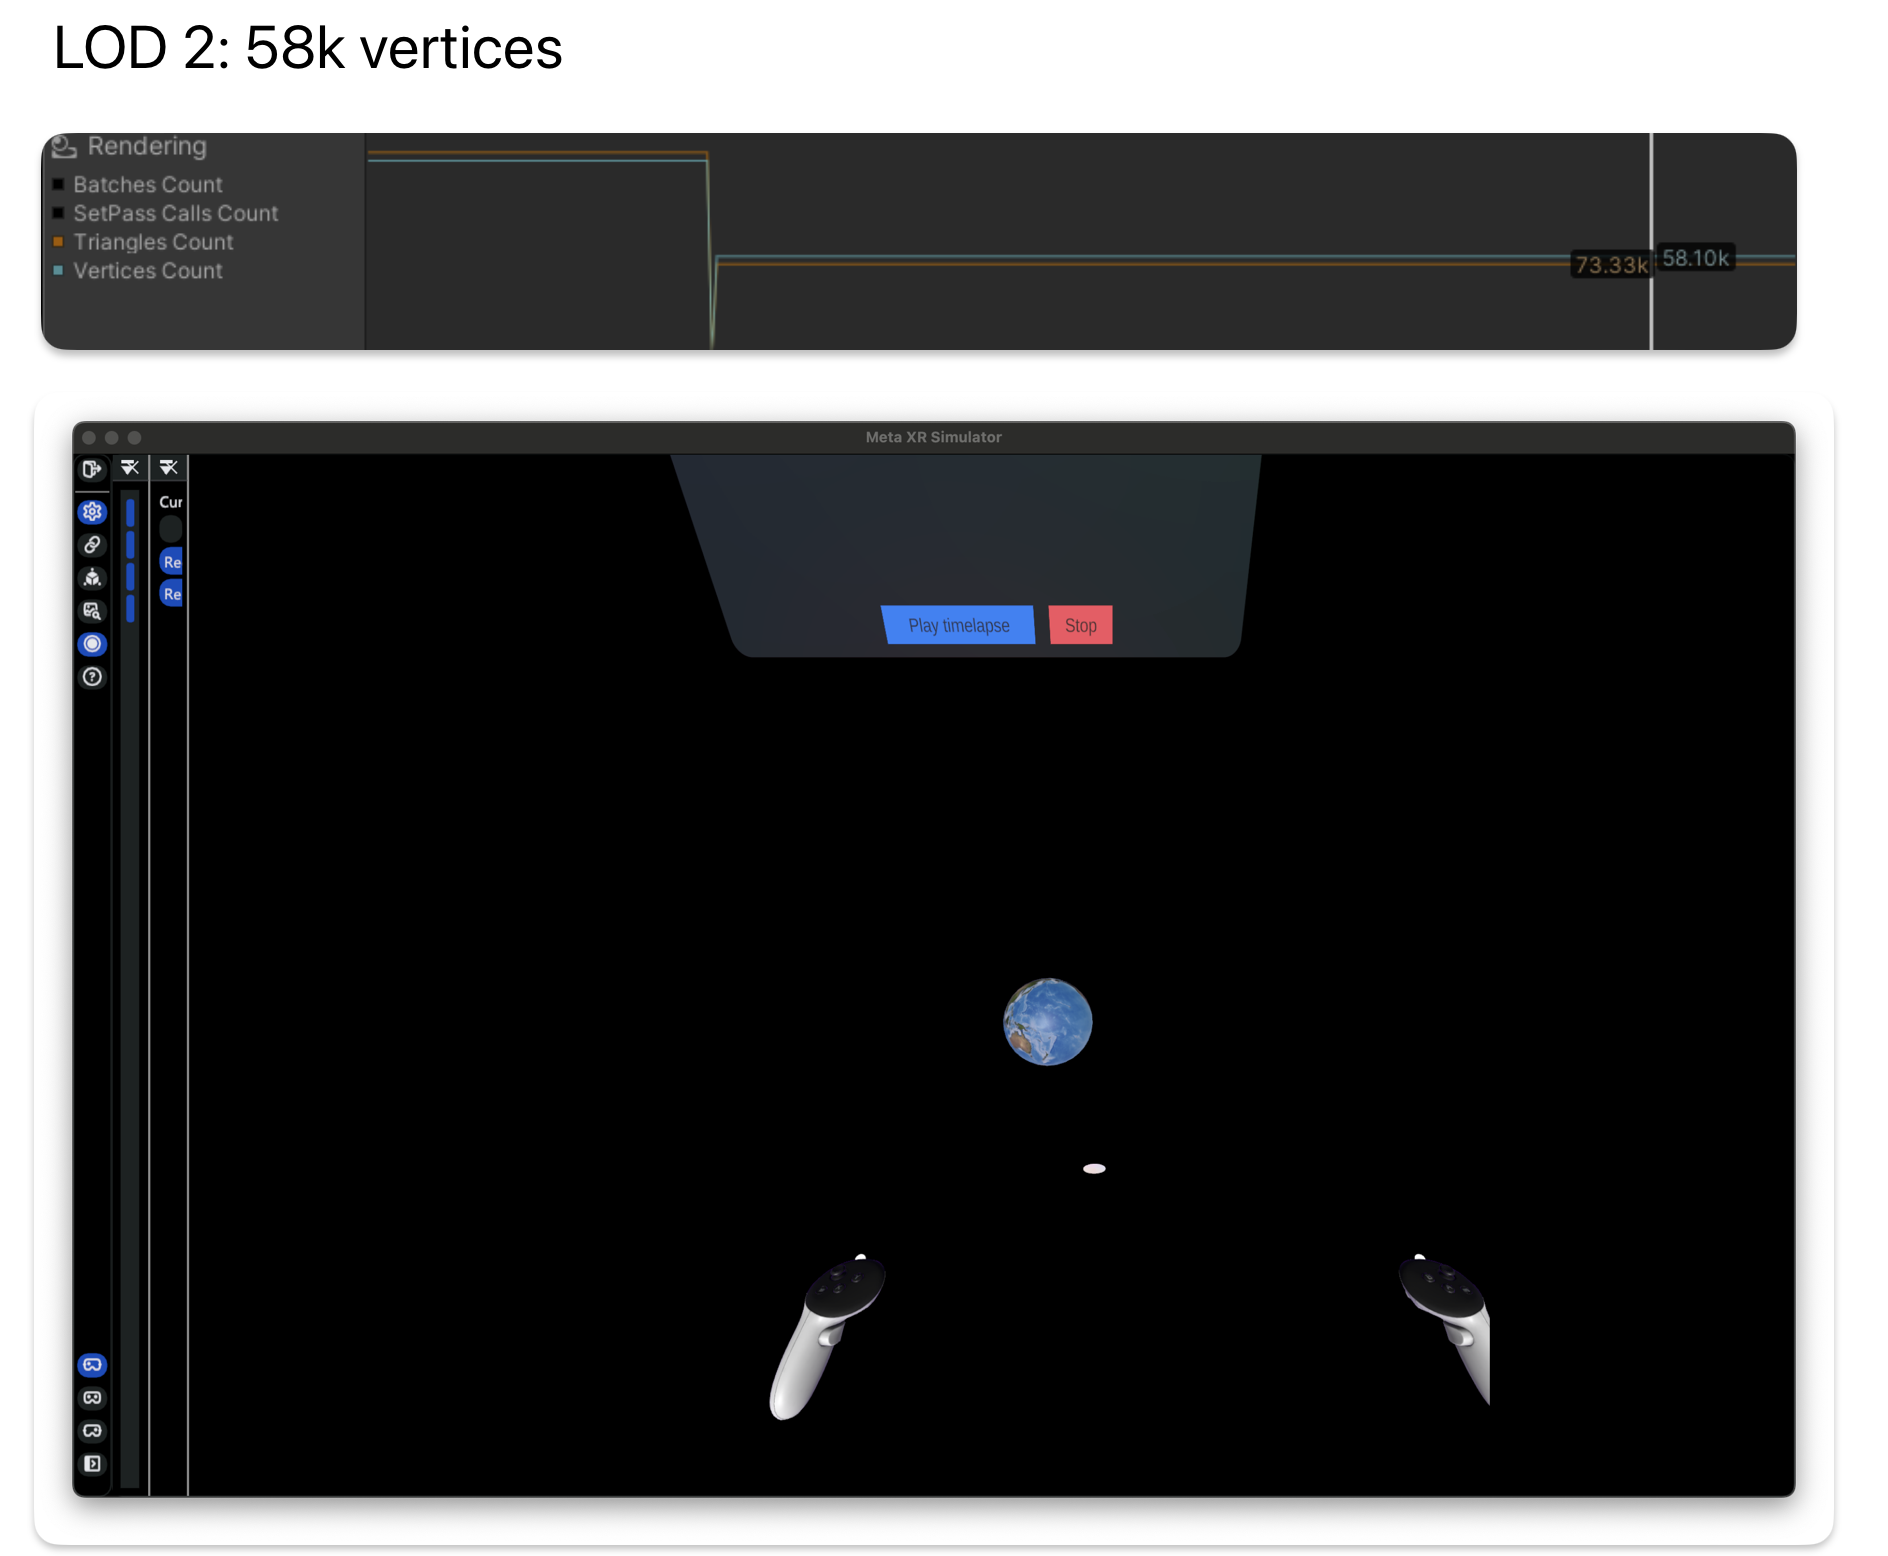 LOD 2: 58k vertices
Rendering
Batches Count
SetPass Calls Count
Triangles Count
Vertices Count
73.33k
58.10k
Meta XR Simulator
Cur
Re
Re
Play timelapse
Stop